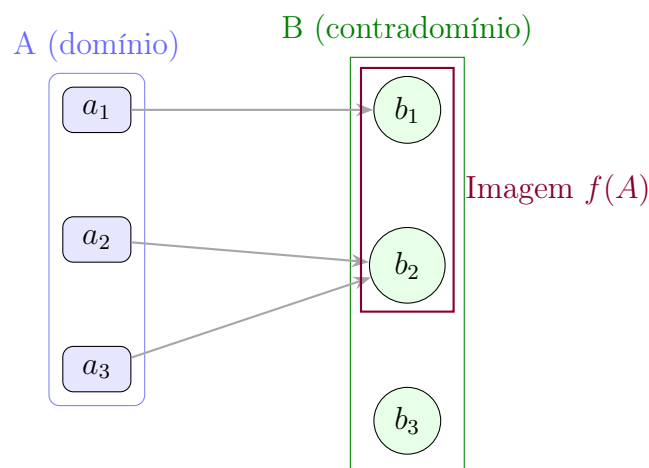 A (domínio)
B (contradomínio)
a₁
b₁
Imagem f(A)
a₂
b₂
a₃
b₃